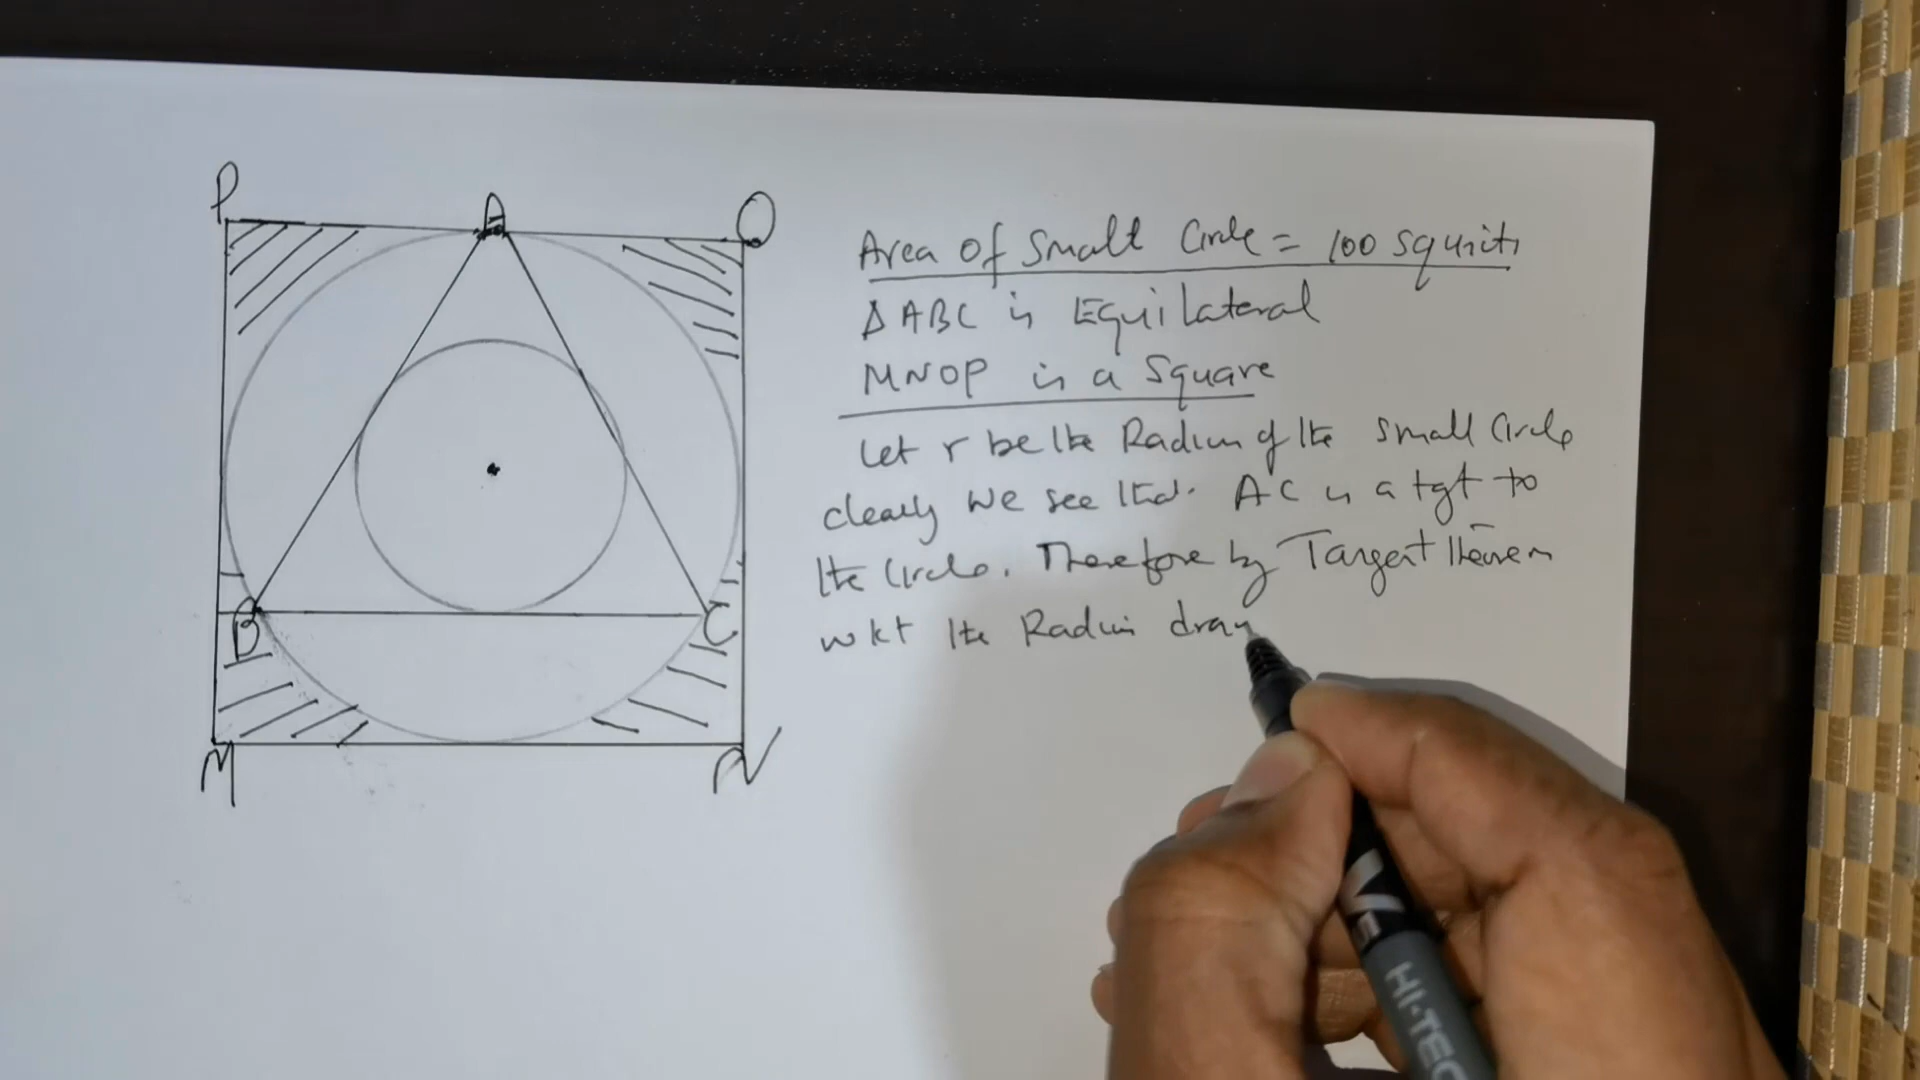 P
A
O
B
C
M
N
Area of Small Circle = 100 squnits
Δ ABC is Equilateral
MNOP is a Square
Let r be the Radius of the small Circle
clearly we see that AC is a tgt to
the Circle. Therefore by Tangent theorem
wkt the Radius draw
HI-TEC